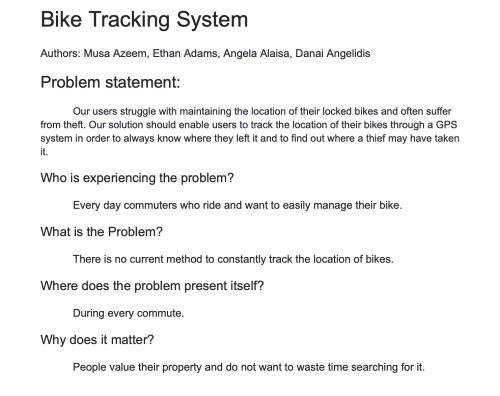 Bike Tracking System
Authors: Musa Azeem, Ethan Adams, Angela Alaisa, Danai Angelidis
Problem statement:
Our users struggle with maintaining the location of their locked bikes and often suffer
from theft. Our solution should enable users to track the location of their bikes through a GPS
system in order to always know where they left it and to find out where a thief may have taken
it.
Who is experiencing the problem?
Every day commuters who ride and want to easily manage their bike.
What is the Problem?
There is no current method to constantly track the location of bikes.
Where does the problem present itself?
During every commute.
Why does it matter?
People value their property and do not want to waste time searching for it.